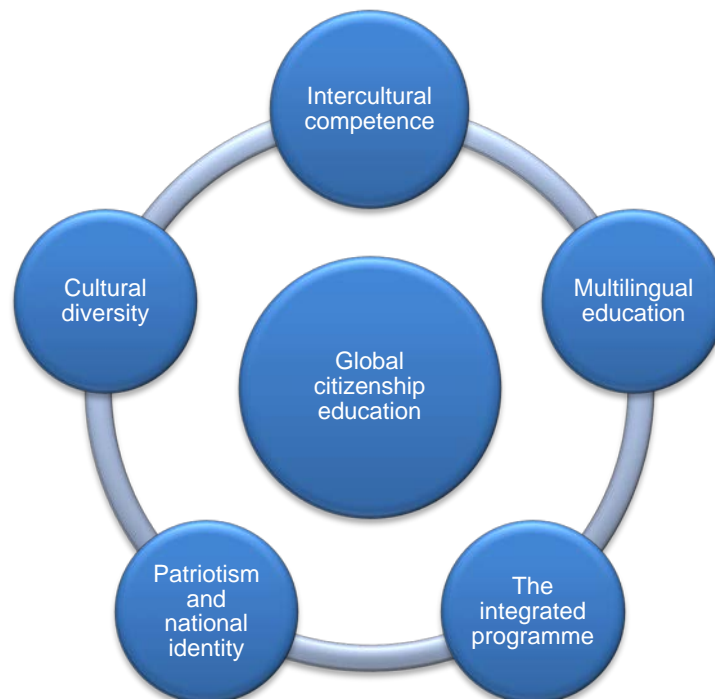 Intercultural
competence
Multilingual
education
The
integrated
programme
Patriotism
and
national
identity
Cultural
diversity
Global
citizenship
education